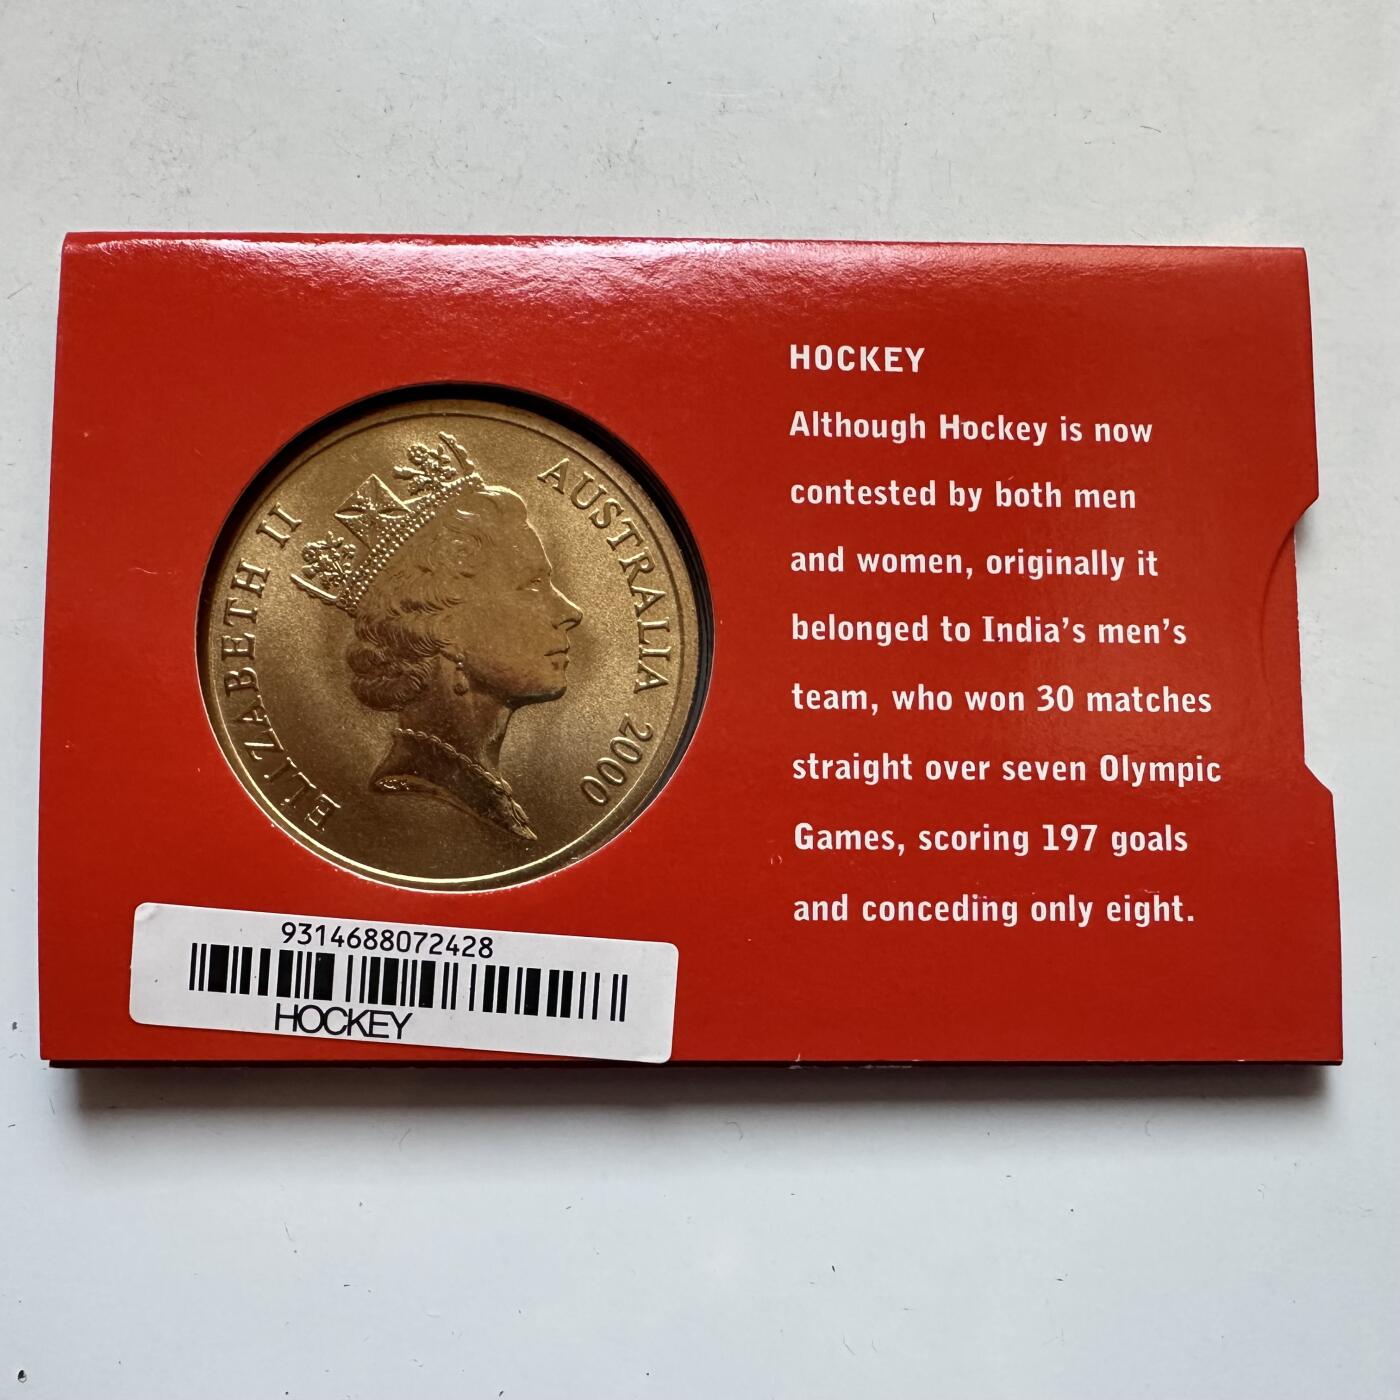 ELIZABETH II AUSTRALIA 2000
HOCKEY
Although Hockey is now
contested by both men
and women, originally it
belonged to India's men's
team, who won 30 matches
straight over seven Olympic
Games, scoring 197 goals
and conceding only eight.
9314688072428
HOCKEY